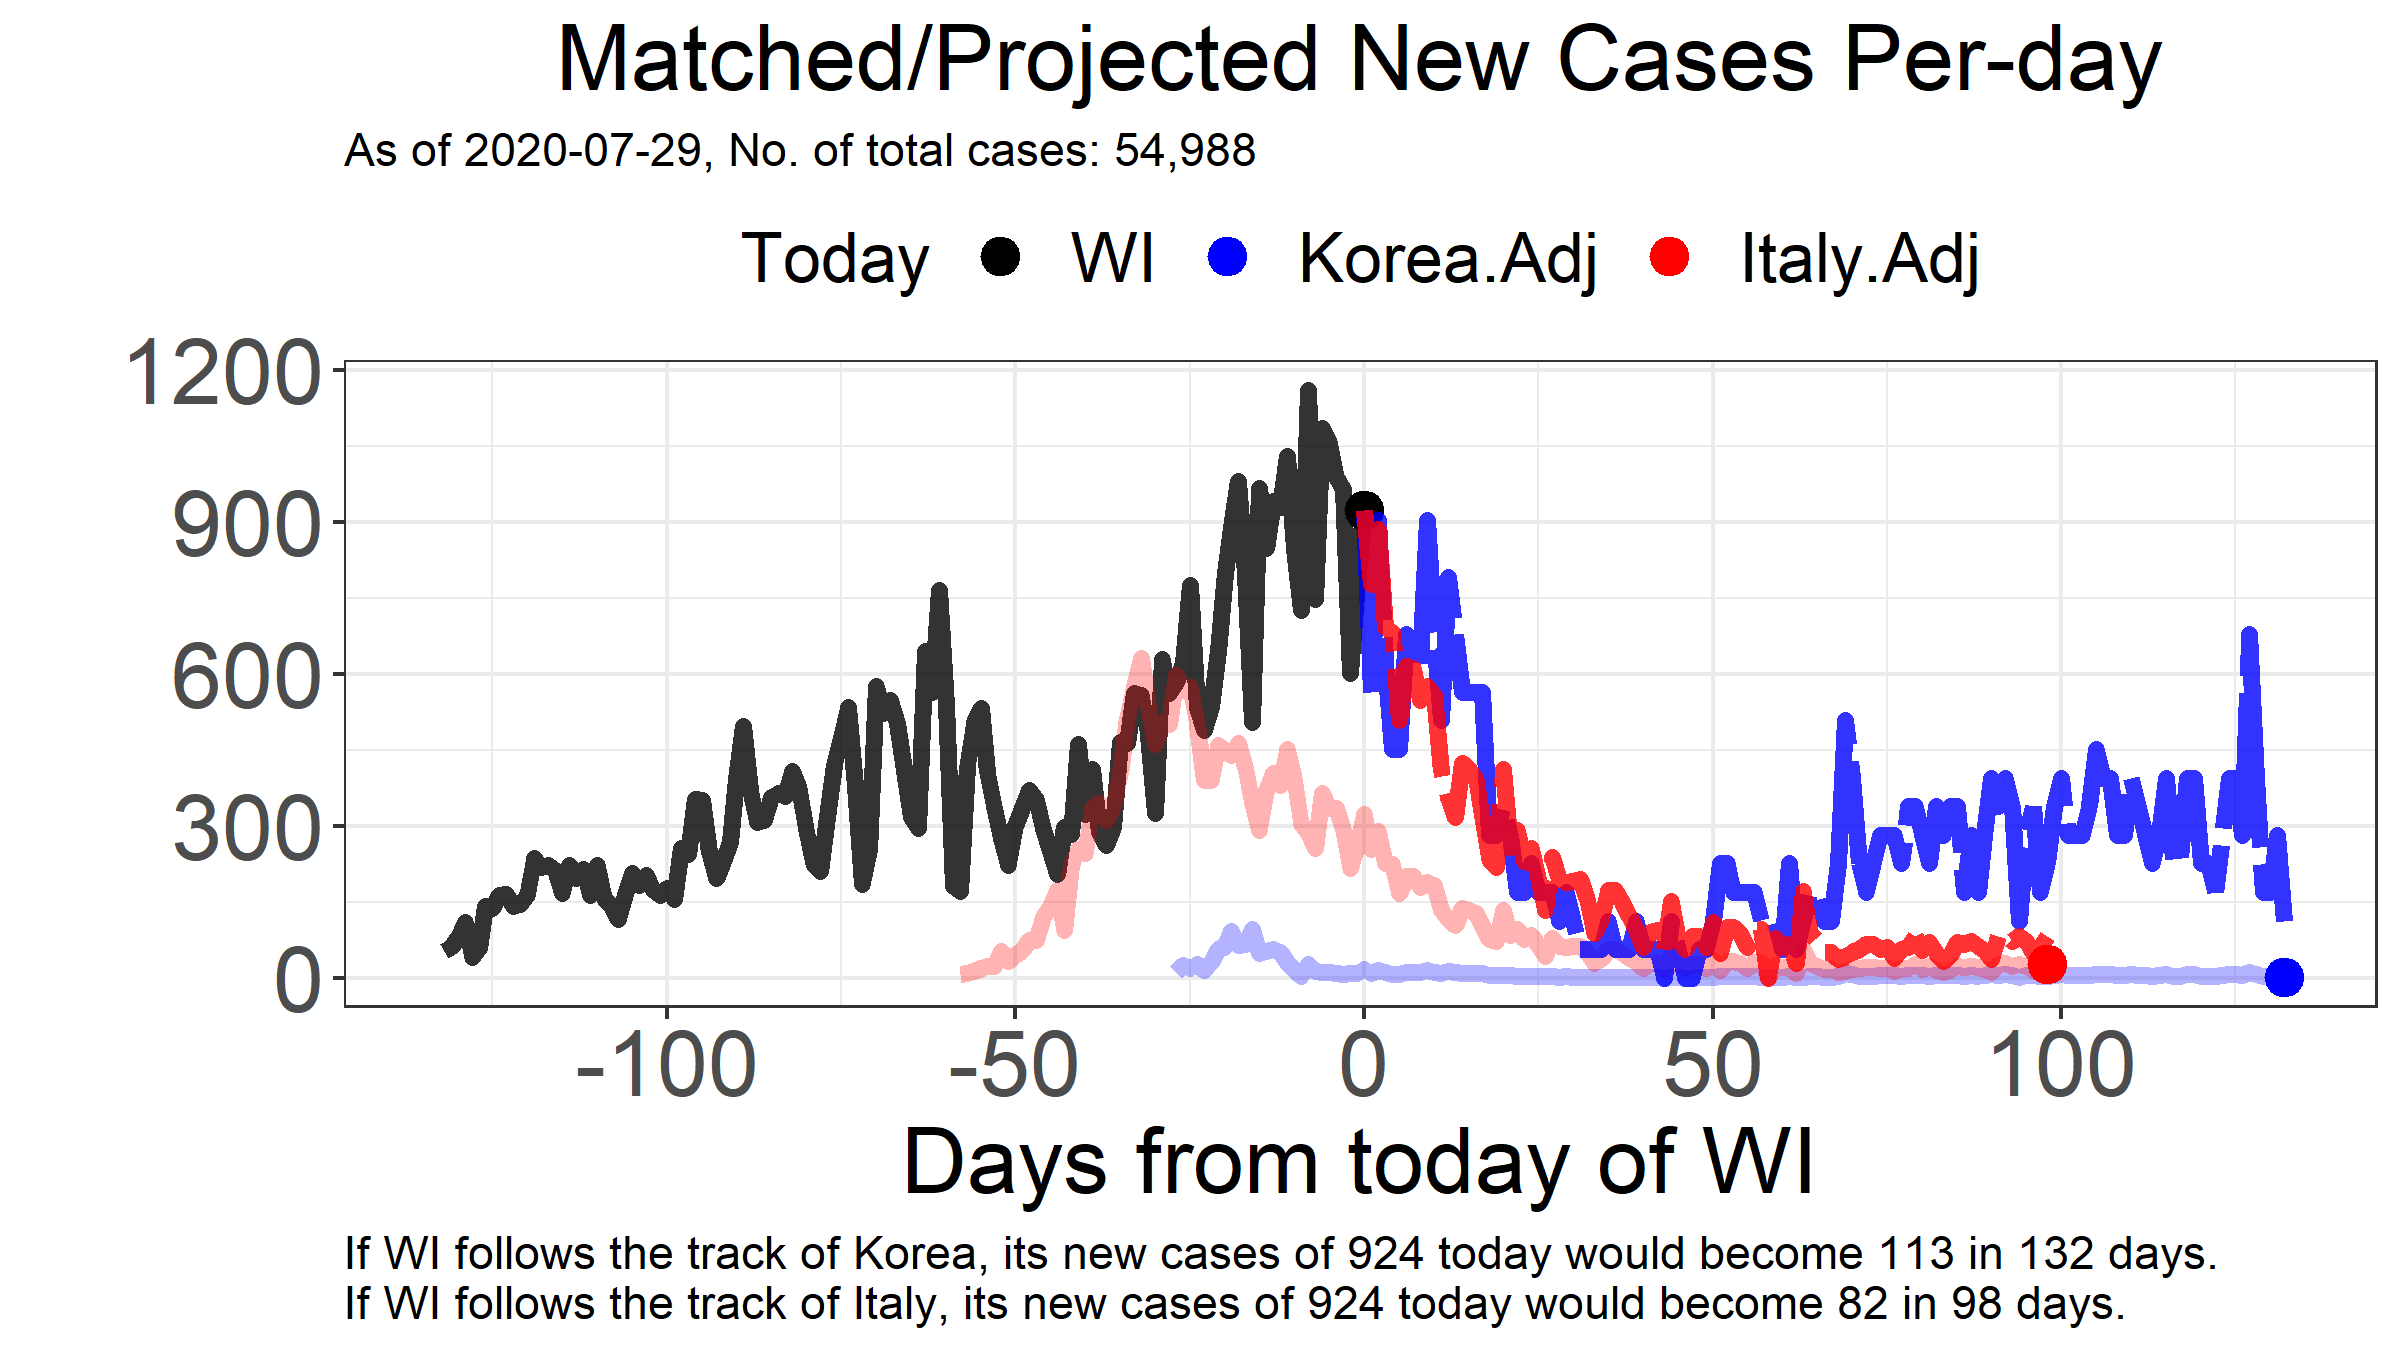 Matched/Projected New Cases Per-day
As of 2020-07-29, No. of total cases: 54,988
Today WI Korea.Adj Italy.Adj
1200
900
600
300
0
-100 -50 0 50 100
Days from today of WI
If WI follows the track of Korea, its new cases of 924 today would become 113 in 132 days.
If WI follows the track of Italy, its new cases of 924 today would become 82 in 98 days.